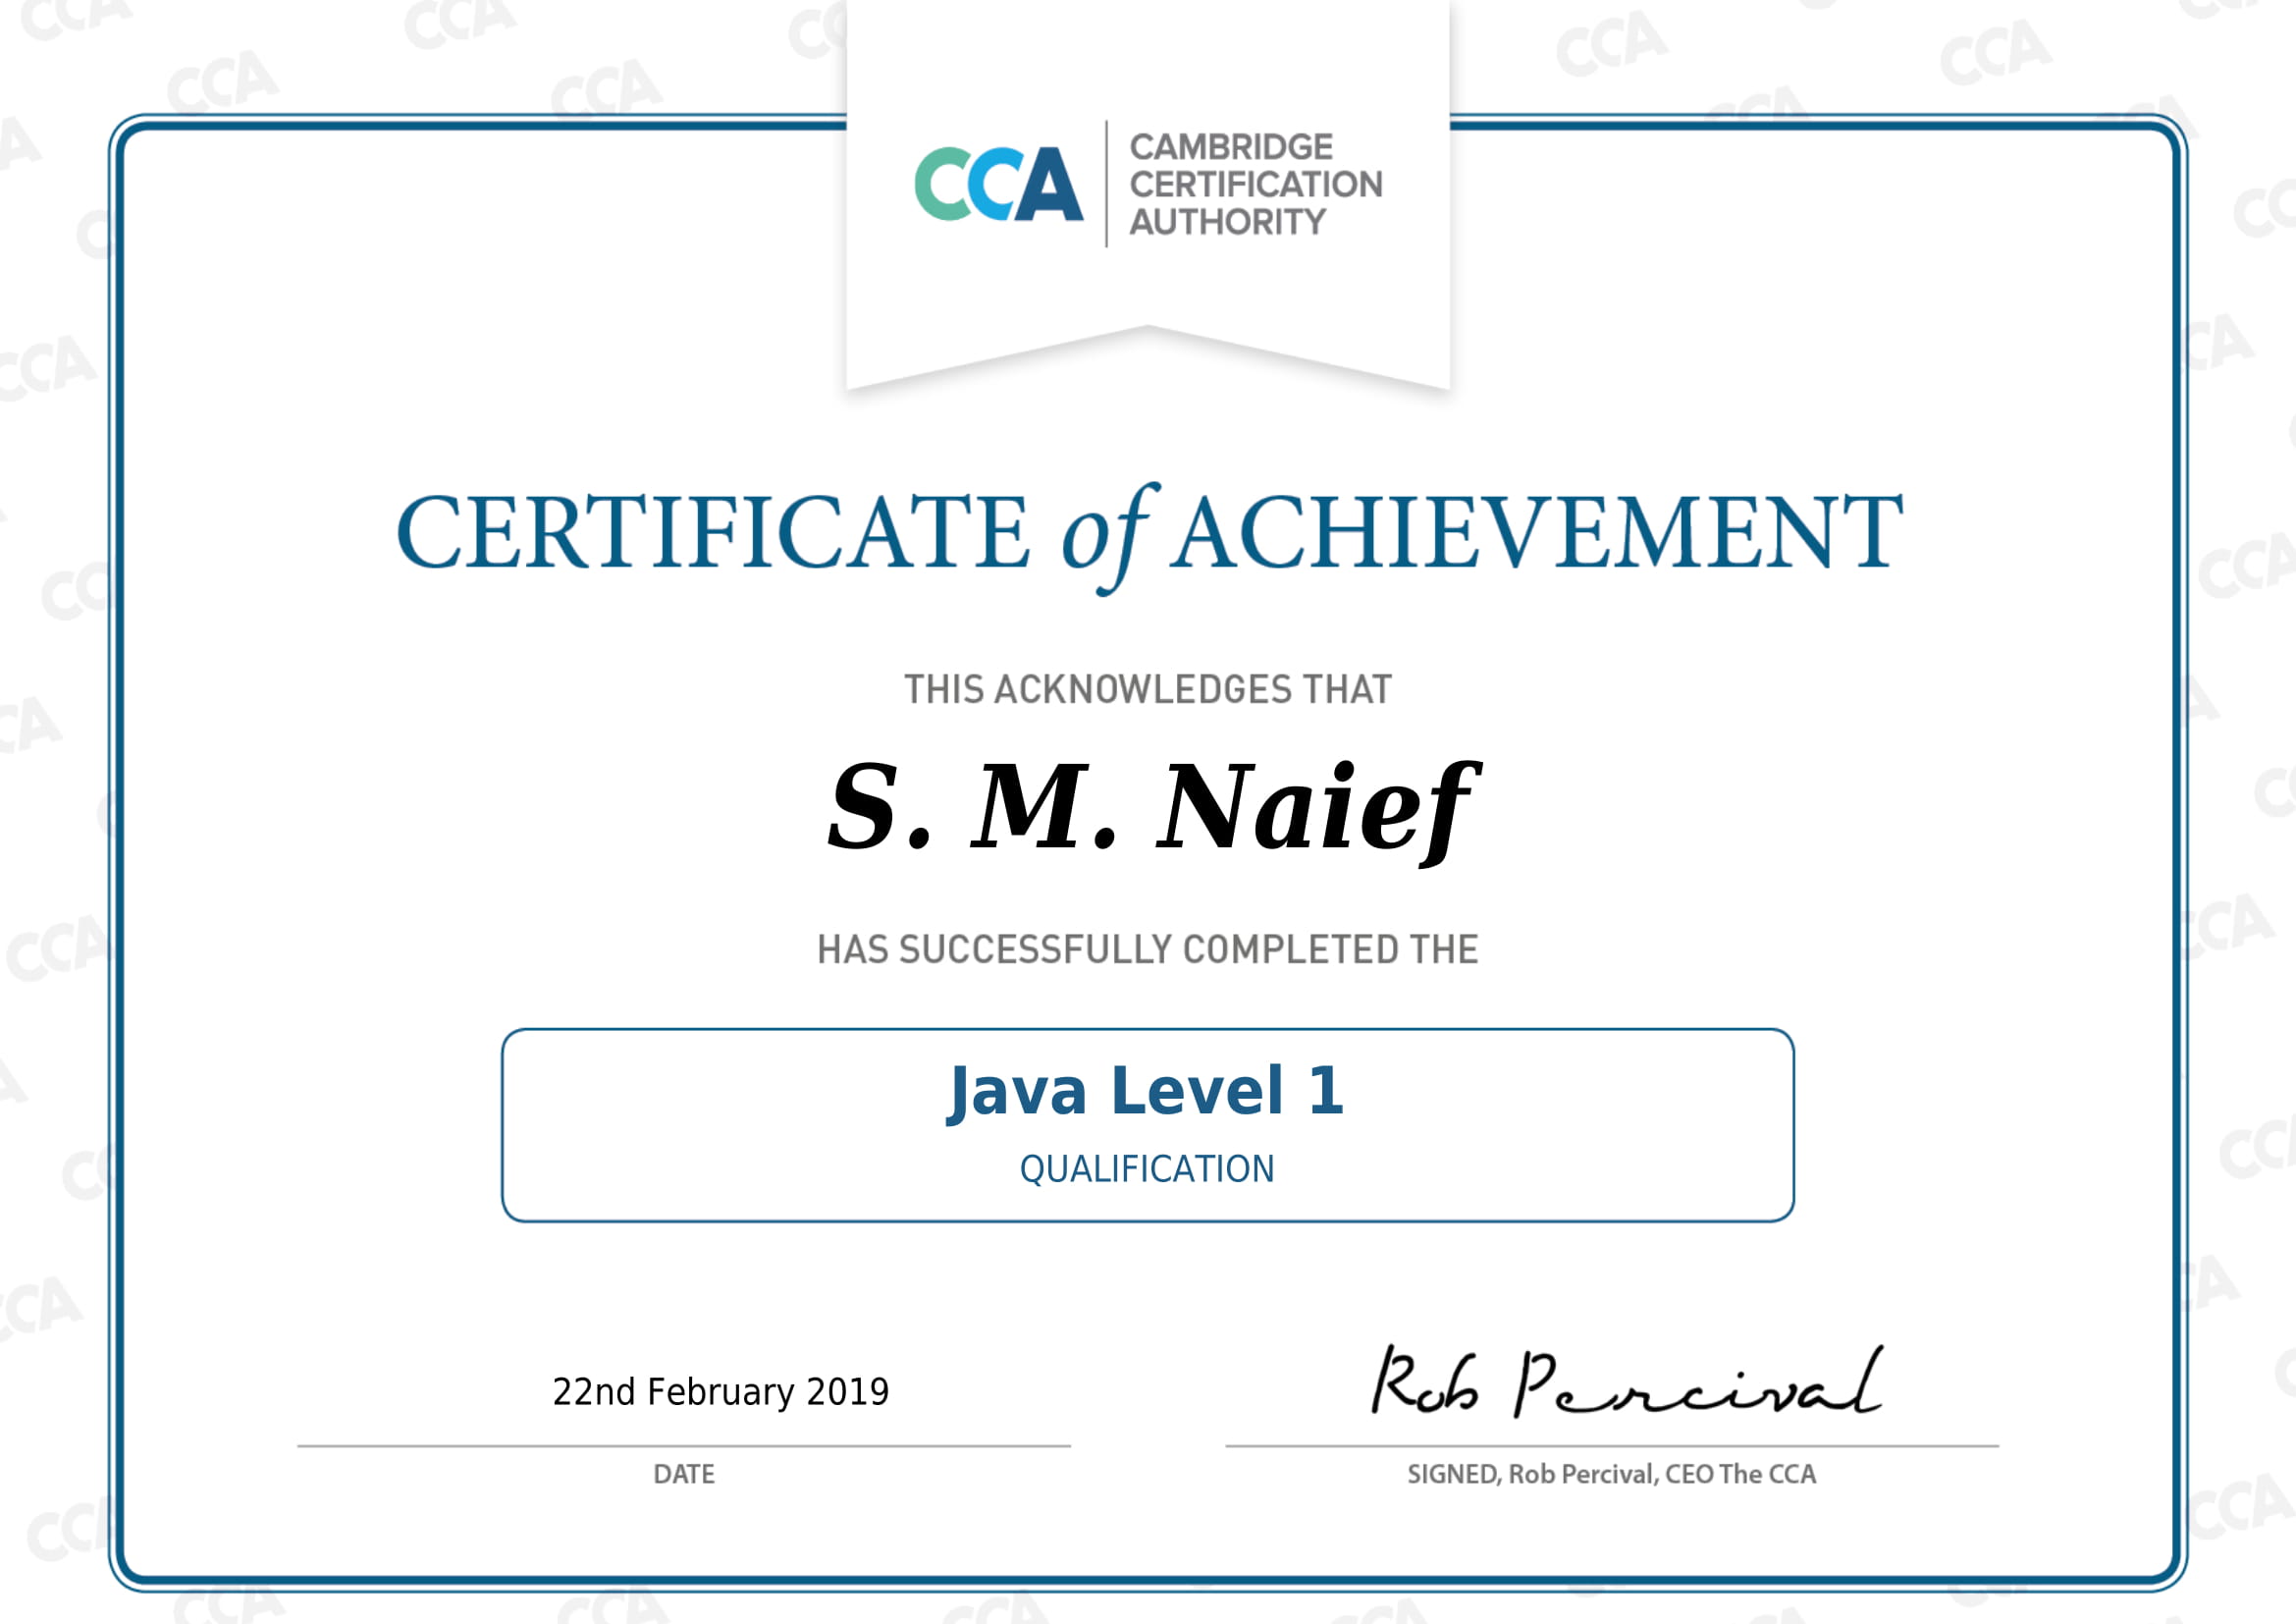 CCA
CAMBRIDGE
CERTIFICATION
AUTHORITY
CERTIFICATE of ACHIEVEMENT
THIS ACKNOWLEDGES THAT
S. M. Naief
HAS SUCCESSFULLY COMPLETED THE
Java Level 1
QUALIFICATION
22nd February 2019
Rob Percival
DATE
SIGNED, Rob Percival, CEO The CCA